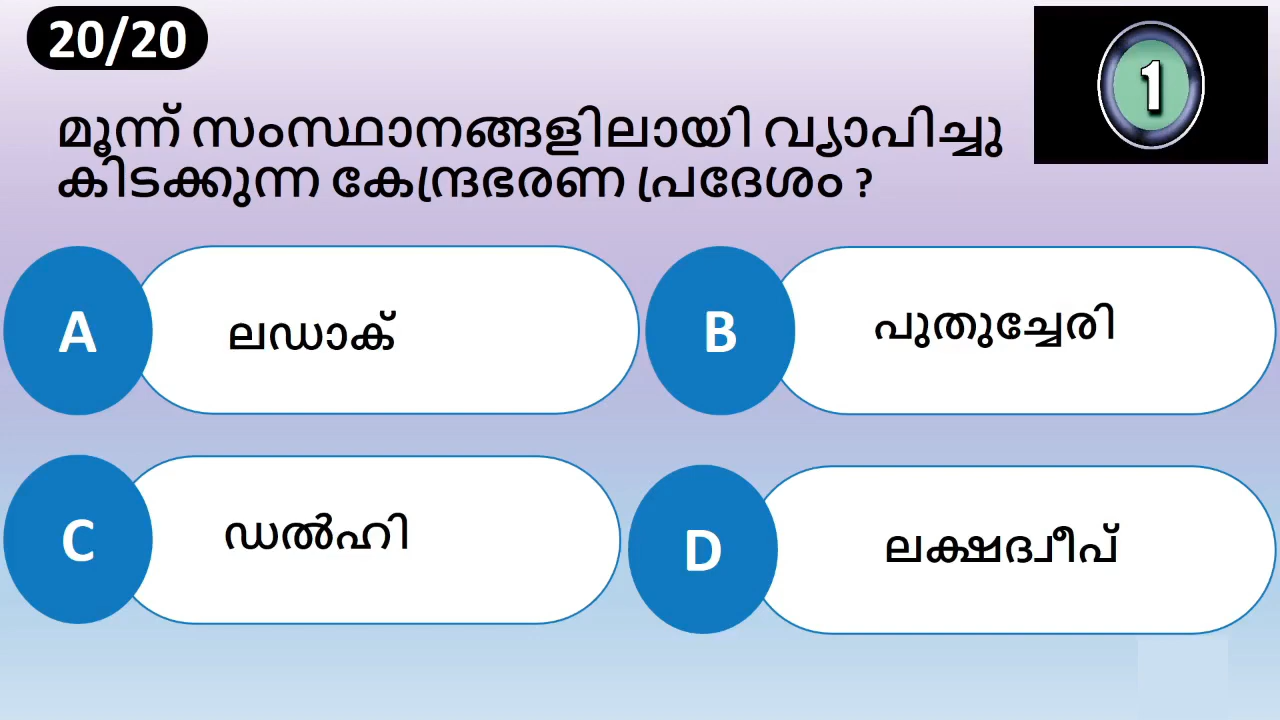 20/20
1
മൂന്ന് സംസ്ഥാനങ്ങളിലായി വ്യാപിച്ചു
കിടക്കുന്ന കേന്ദ്രഭരണ പ്രദേശം ?
A
ലഡാക്
B
പുതുച്ചേരി
C
ഡൽഹി
D
ലക്ഷദ്വീപ്